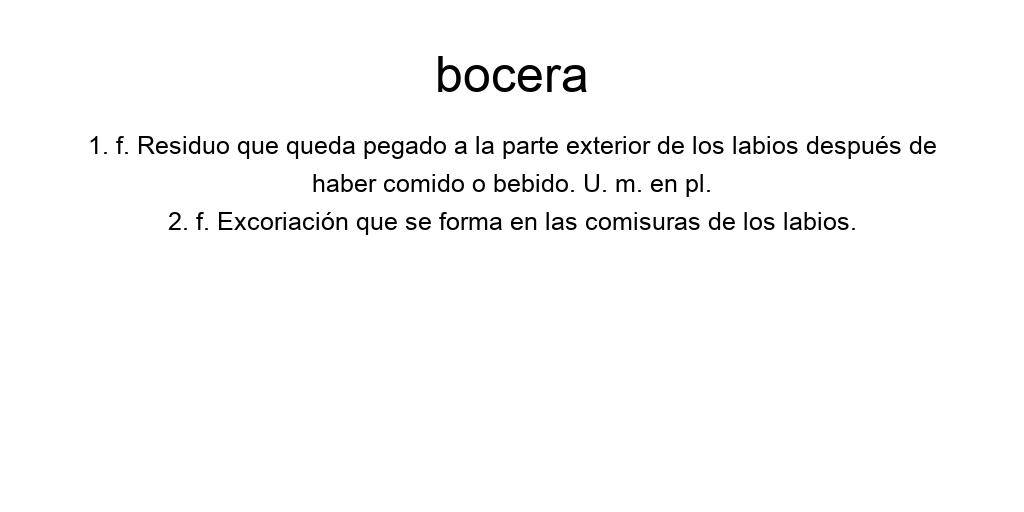 bocera
1. f. Residuo que queda pegado a la parte exterior de los labios después de
haber comido o bebido. U. m. en pl.
2. f. Excoriación que se forma en las comisuras de los labios.